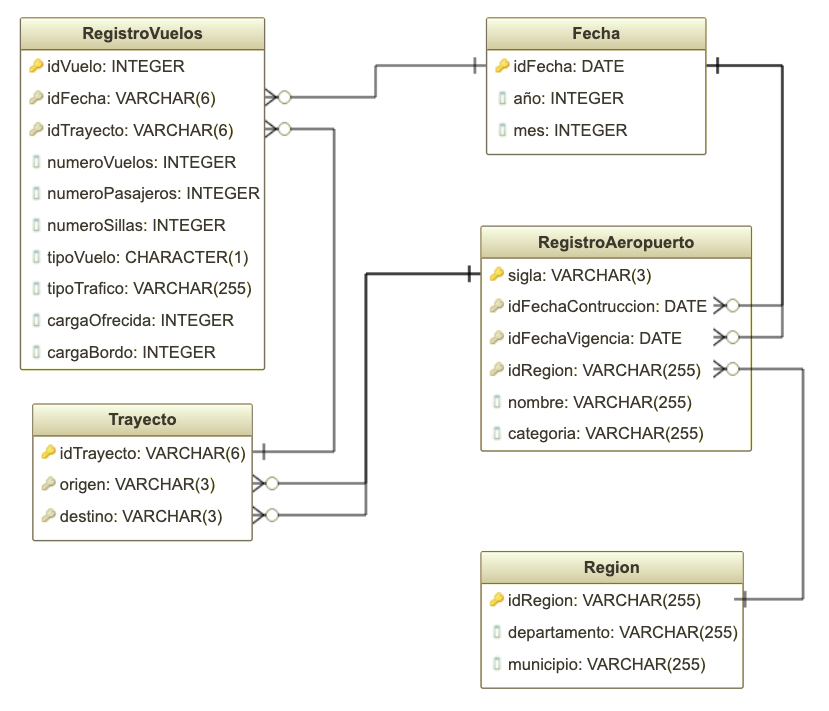 RegistroVuelos
idVuelo: INTEGER
idFecha: VARCHAR(6)
idTrayecto: VARCHAR(6)
numeroVuelos: INTEGER
numeroPasajeros: INTEGER
numeroSillas: INTEGER
tipoVuelo: CHARACTER(1)
tipoTrafico: VARCHAR(255)
cargaOfrecida: INTEGER
cargaBordo: INTEGER
Fecha
idFecha: DATE
año: INTEGER
mes: INTEGER
RegistroAeropuerto
sigla: VARCHAR(3)
idFechaContruccion: DATE
idFechaVigencia: DATE
idRegion: VARCHAR(255)
nombre: VARCHAR(255)
categoria: VARCHAR(255)
Trayecto
idTrayecto: VARCHAR(6)
origen: VARCHAR(3)
destino: VARCHAR(3)
Region
idRegion: VARCHAR(255)
departamento: VARCHAR(255)
municipio: VARCHAR(255)